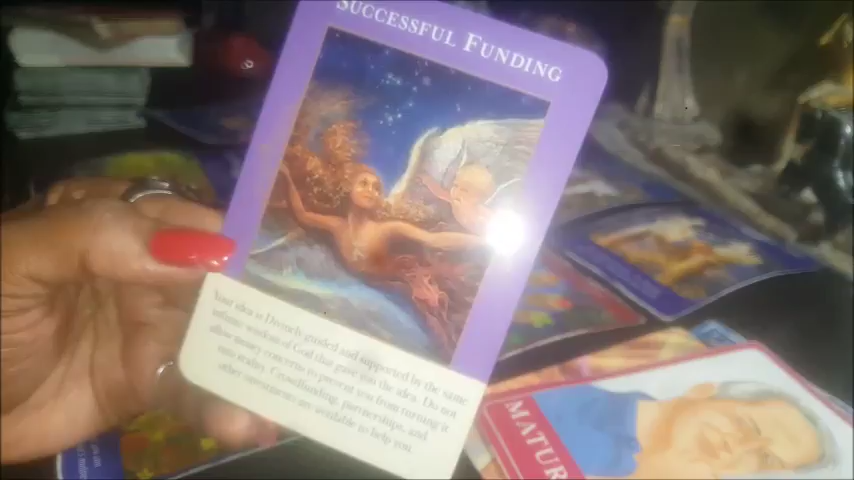 SUCCESSFUL FUNDING
Your idea is Divinely guided and supported by the same
infinite wisdom of God that gave you the idea. Do not
allow money concerns to prevent you from turning it
into reality. Crowdfunding, partnerships, and
other investments are available to help you.
MATUR